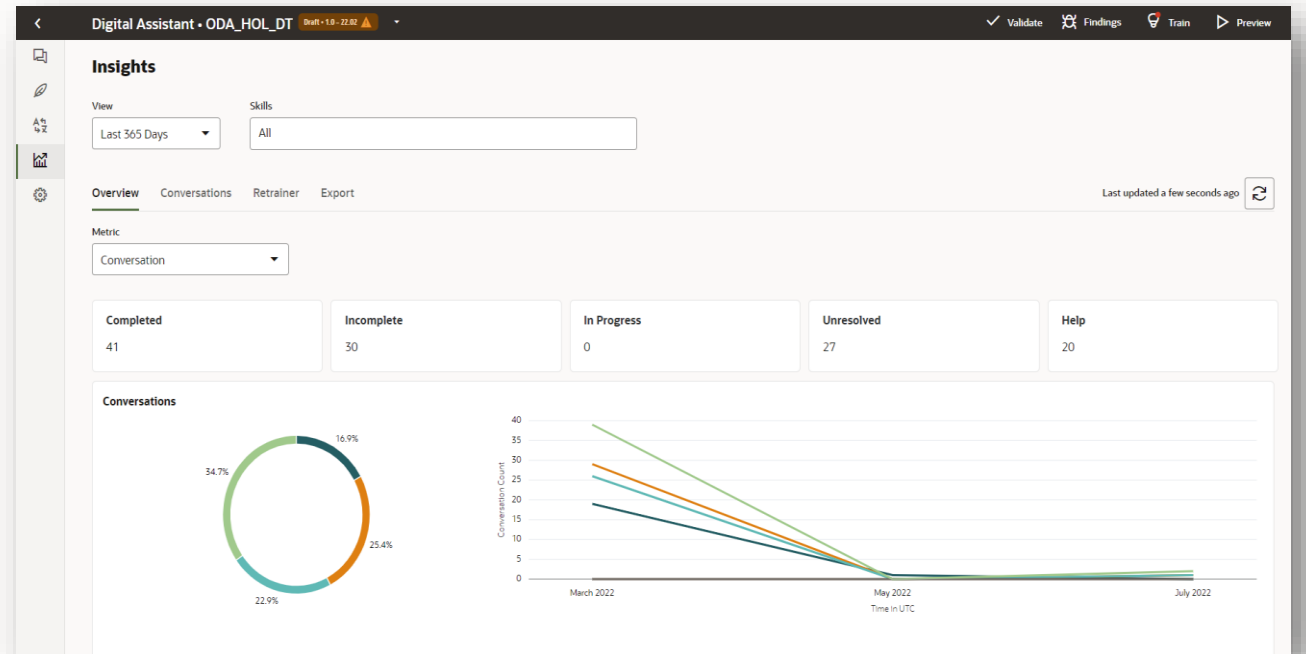 Digital Assistant • ODA_HOL_DT Draft • 1.0 - 22.02 Validate Findings Train Preview
Insights
View Skills
Last 365 Days All
Overview Conversations Retrainer Export Last updated a few seconds ago
Metric
Conversation
Completed Incomplete In Progress Unresolved Help
41 30 0 27 20
Conversations
16.9%
34.7%
25.4%
22.9%
40
35
30
25
20
15
10
5
0
Conversation Count
March 2022 May 2022 July 2022
Time In UTC